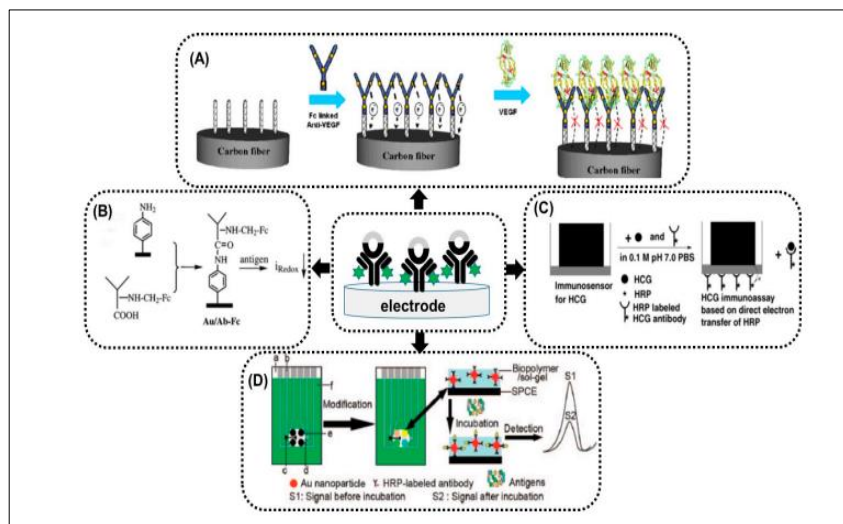 (A)
Fc linked
Anti-VEGF
VEGF
Carbon fiber
Carbon fiber
Carbon fiber
(B)
NH₂
NH-CH₂-Fc
COOH
NH-CH₂-Fc
C=O
NH
Au/Ab-Fc
antigen
iRedox
electrode
(C)
+ ● and
in 0.1 M pH 7.0 PBS
+
Immunosensor
for HCG
HCG
HRP
HRP labeled
HCG antibody
HCG immunoassay
based on direct electron
transfer of HRP
(D)
a b
f
e
c d
Modification
Biopolymer
/sol-gel
SPCE
Incubation
Detection
S1
S2
Au nanoparticle
HRP-labeled antibody
Antigens
S1: Signal before incubation
S2 : Signal after incubation